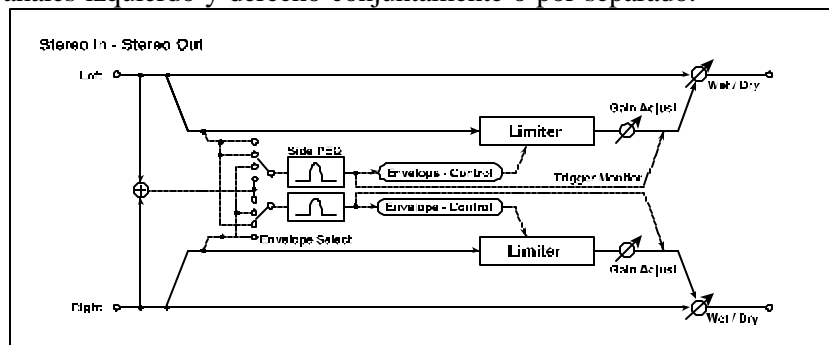 anales izquierdo y derecho conjuntamente o por separado.
Stereo In - Stereo Out
Left
Wet / Dry
Gain Adjust
Limiter
Side PEQ
Envelope - Control
Trigger Monitor
Envelope - Control
Envelope Select
Limiter
Gain Adjust
Right
Wet / Dry